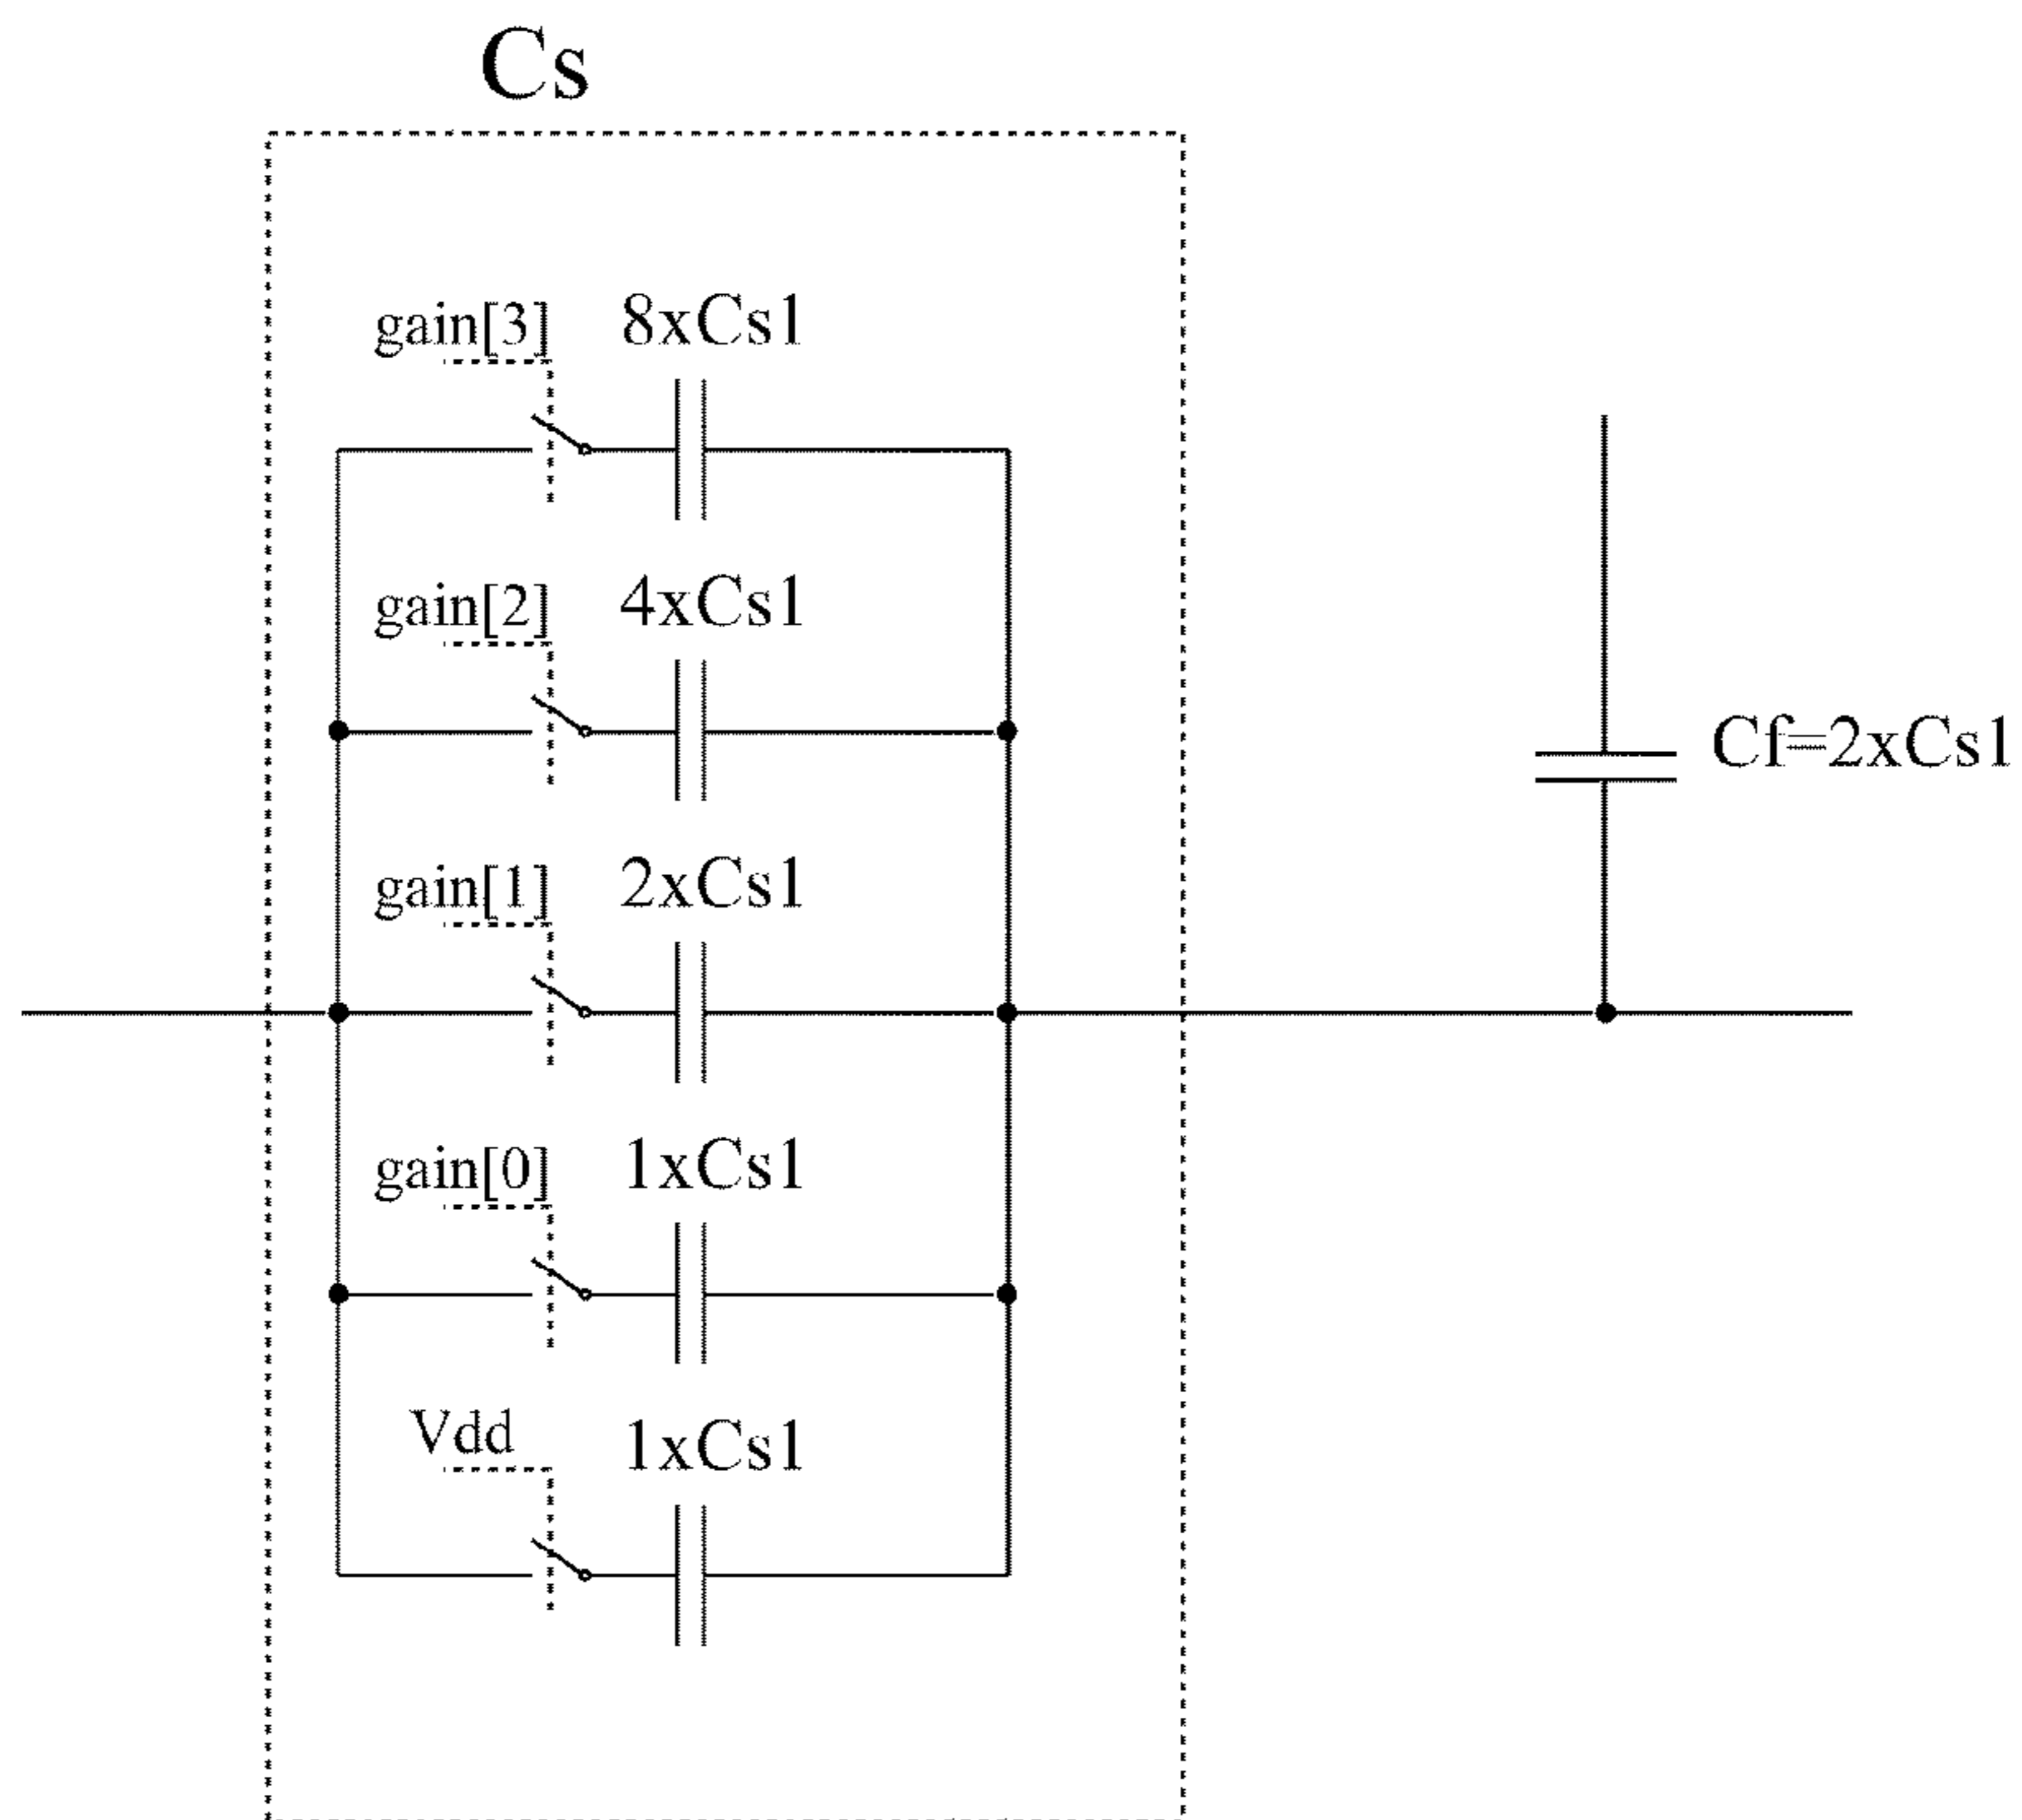 Cs
gain[3] 8xCs1
gain[2] 4xCs1
Cf=2xCs1
gain[1] 2xCs1
gain[0] 1xCs1
Vdd 1xCs1